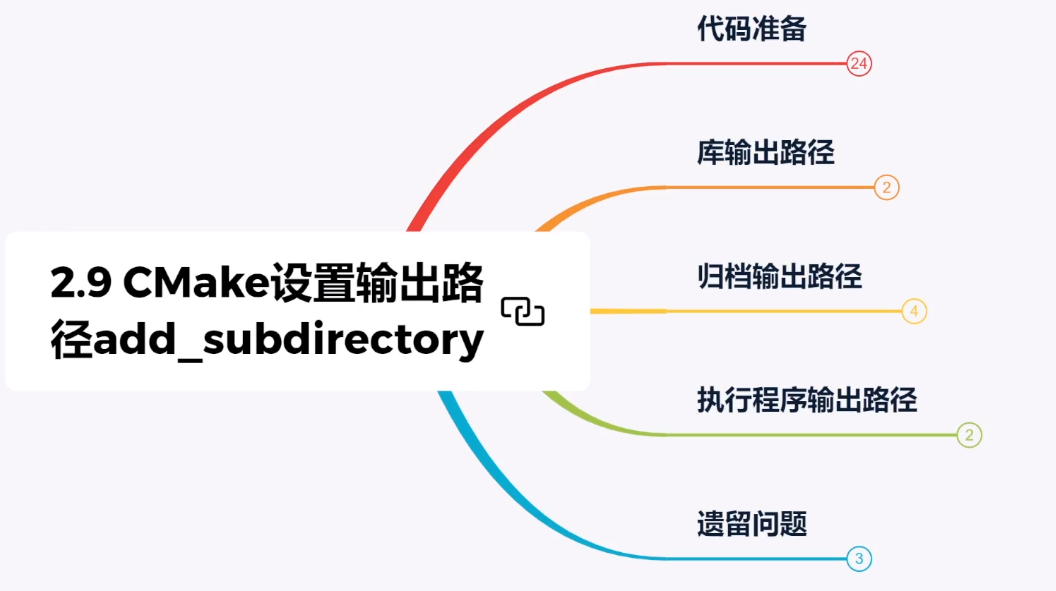 代码准备
24
库输出路径
2
2.9 CMake设置输出路
径add_subdirectory
归档输出路径
4
执行程序输出路径
2
遗留问题
3